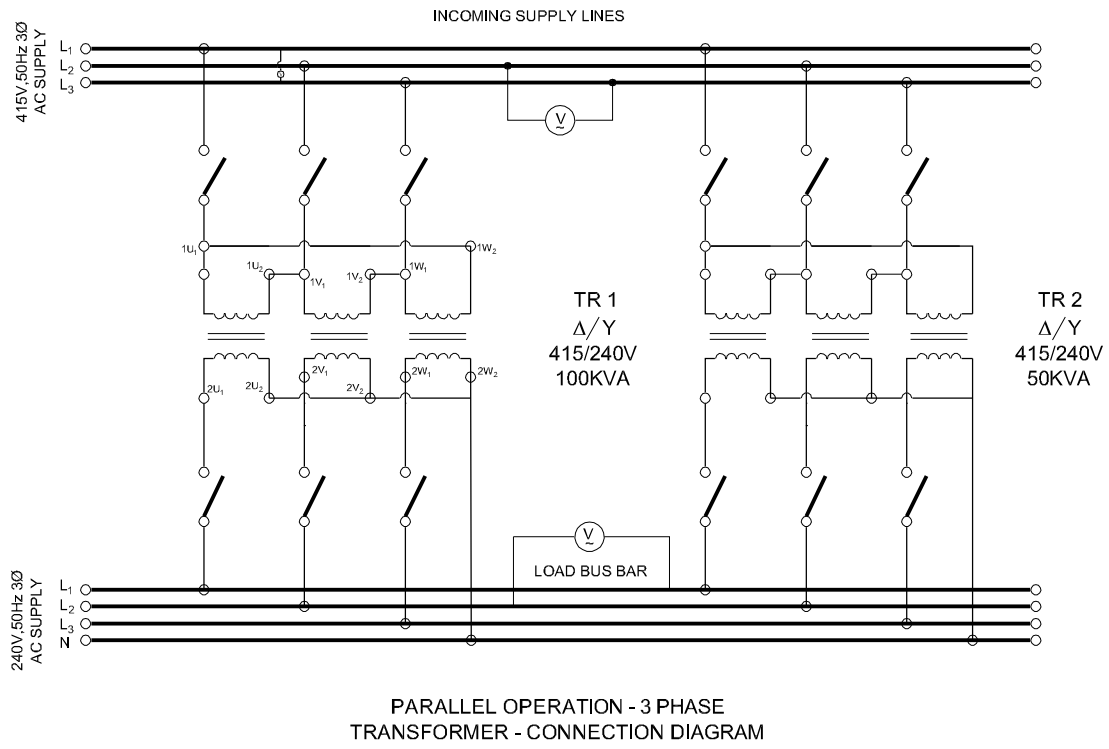 INCOMING SUPPLY LINES
415V,50Hz 3Ø
AC SUPPLY
L₁
L₂
L₃
V
~
1U₁
1W₂
1U₂
1V₁
1V₂
1W₁
TR 1
Δ/Y
415/240V
100KVA
TR 2
Δ/Y
415/240V
50KVA
2U₁
2U₂
2V₁
2V₂
2W₁
2W₂
V
~
LOAD BUS BAR
240V,50Hz 3Ø
AC SUPPLY
L₁
L₂
L₃
N
PARALLEL OPERATION - 3 PHASE
TRANSFORMER - CONNECTION DIAGRAM